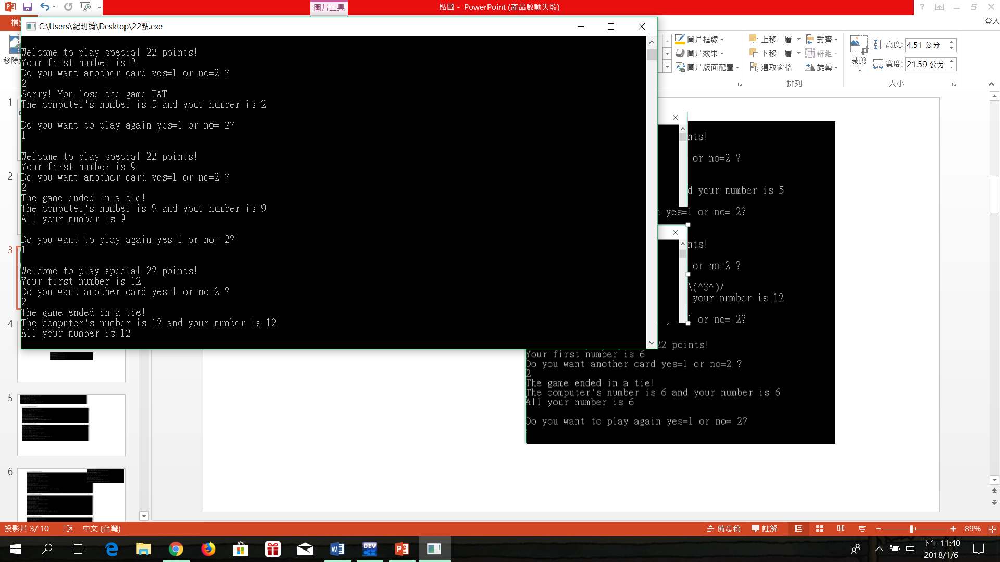 圖片工具
貼圖 - PowerPoint (產品啟動失敗)
登入
C:\Users\紀玥綺\Desktop\22點.exe
圖片框線
圖片效果
圖片版面配置
上移一層
下移一層
選取窗格
對齊
群組
旋轉
排列
裁剪
高度: 4.51 公分
寬度: 21.59 公分
大小
Welcome to play special 22 points!
Your first number is 2
Do you want another card yes=1 or no=2 ?
2
Sorry! You lose the game TAT
The computer's number is 5 and your number is 2
Do you want to play again yes=1 or no= 2?
1
Welcome to play special 22 points!
Your first number is 9
Do you want another card yes=1 or no=2 ?
2
The game ended in a tie!
The computer's number is 9 and your number is 9
All your number is 9
Do you want to play again yes=1 or no= 2?
1
Welcome to play special 22 points!
Your first number is 12
Do you want another card yes=1 or no=2 ?
2
The game ended in a tie!
The computer's number is 12 and your number is 12
All your number is 12
or no=2 ?
your number is 5
yes=1 or no= 2?
or no=2 ?
\(^3^)/
your number is 12
or no= 2?
22 points!
Your first number is 6
Do you want another card yes=1 or no=2 ?
2
The game ended in a tie!
The computer's number is 6 and your number is 6
All your number is 6
Do you want to play again yes=1 or no= 2?
1
2
3
4
5
6
投影片 3/ 10
中文 (台灣)
備忘稿
註解
89%
DEV
中
下午 11:40
2018/1/6